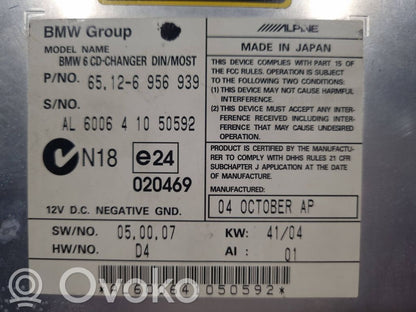 BMW Group
MODEL NAME
BMW 6 CD-CHANGER DIN/MOST
P/NO. 65.12-6 956 939
S/NO.
AL 6006 4 10 50592
N18 e24
020469
12V D.C. NEGATIVE GND.
ALPINE
MADE IN JAPAN
THIS DEVICE COMPLIES WITH PART 15 OF
THE FCC RULES. OPERATION IS SUBJECT TO
THE FOLLOWING TWO CONDITIONS:
(1) THIS DEVICE MAY NOT CAUSE HARMFUL
INTERFERENCE, AND
(2) THIS DEVICE MUST ACCEPT ANY INTER-
FERENCE RECEIVED, INCLUDING
INTERFERENCE THAT MAY CAUSE UNDESIRED
OPERATION.
PRODUCT IS CERTIFIED BY THE MANUFACTU-
RER TO COMPLY WITH DHHS RULES 21 CFR
SUBCHAPTER J APPLICABLE AT DATE OF
MANUFACTURE.
MANUFACTURED:
04 OCTOBER AP
SW/NO. 05,00,07 KW: 41/04
HW/NO. D4 AI : 01
050592*
OVOKO